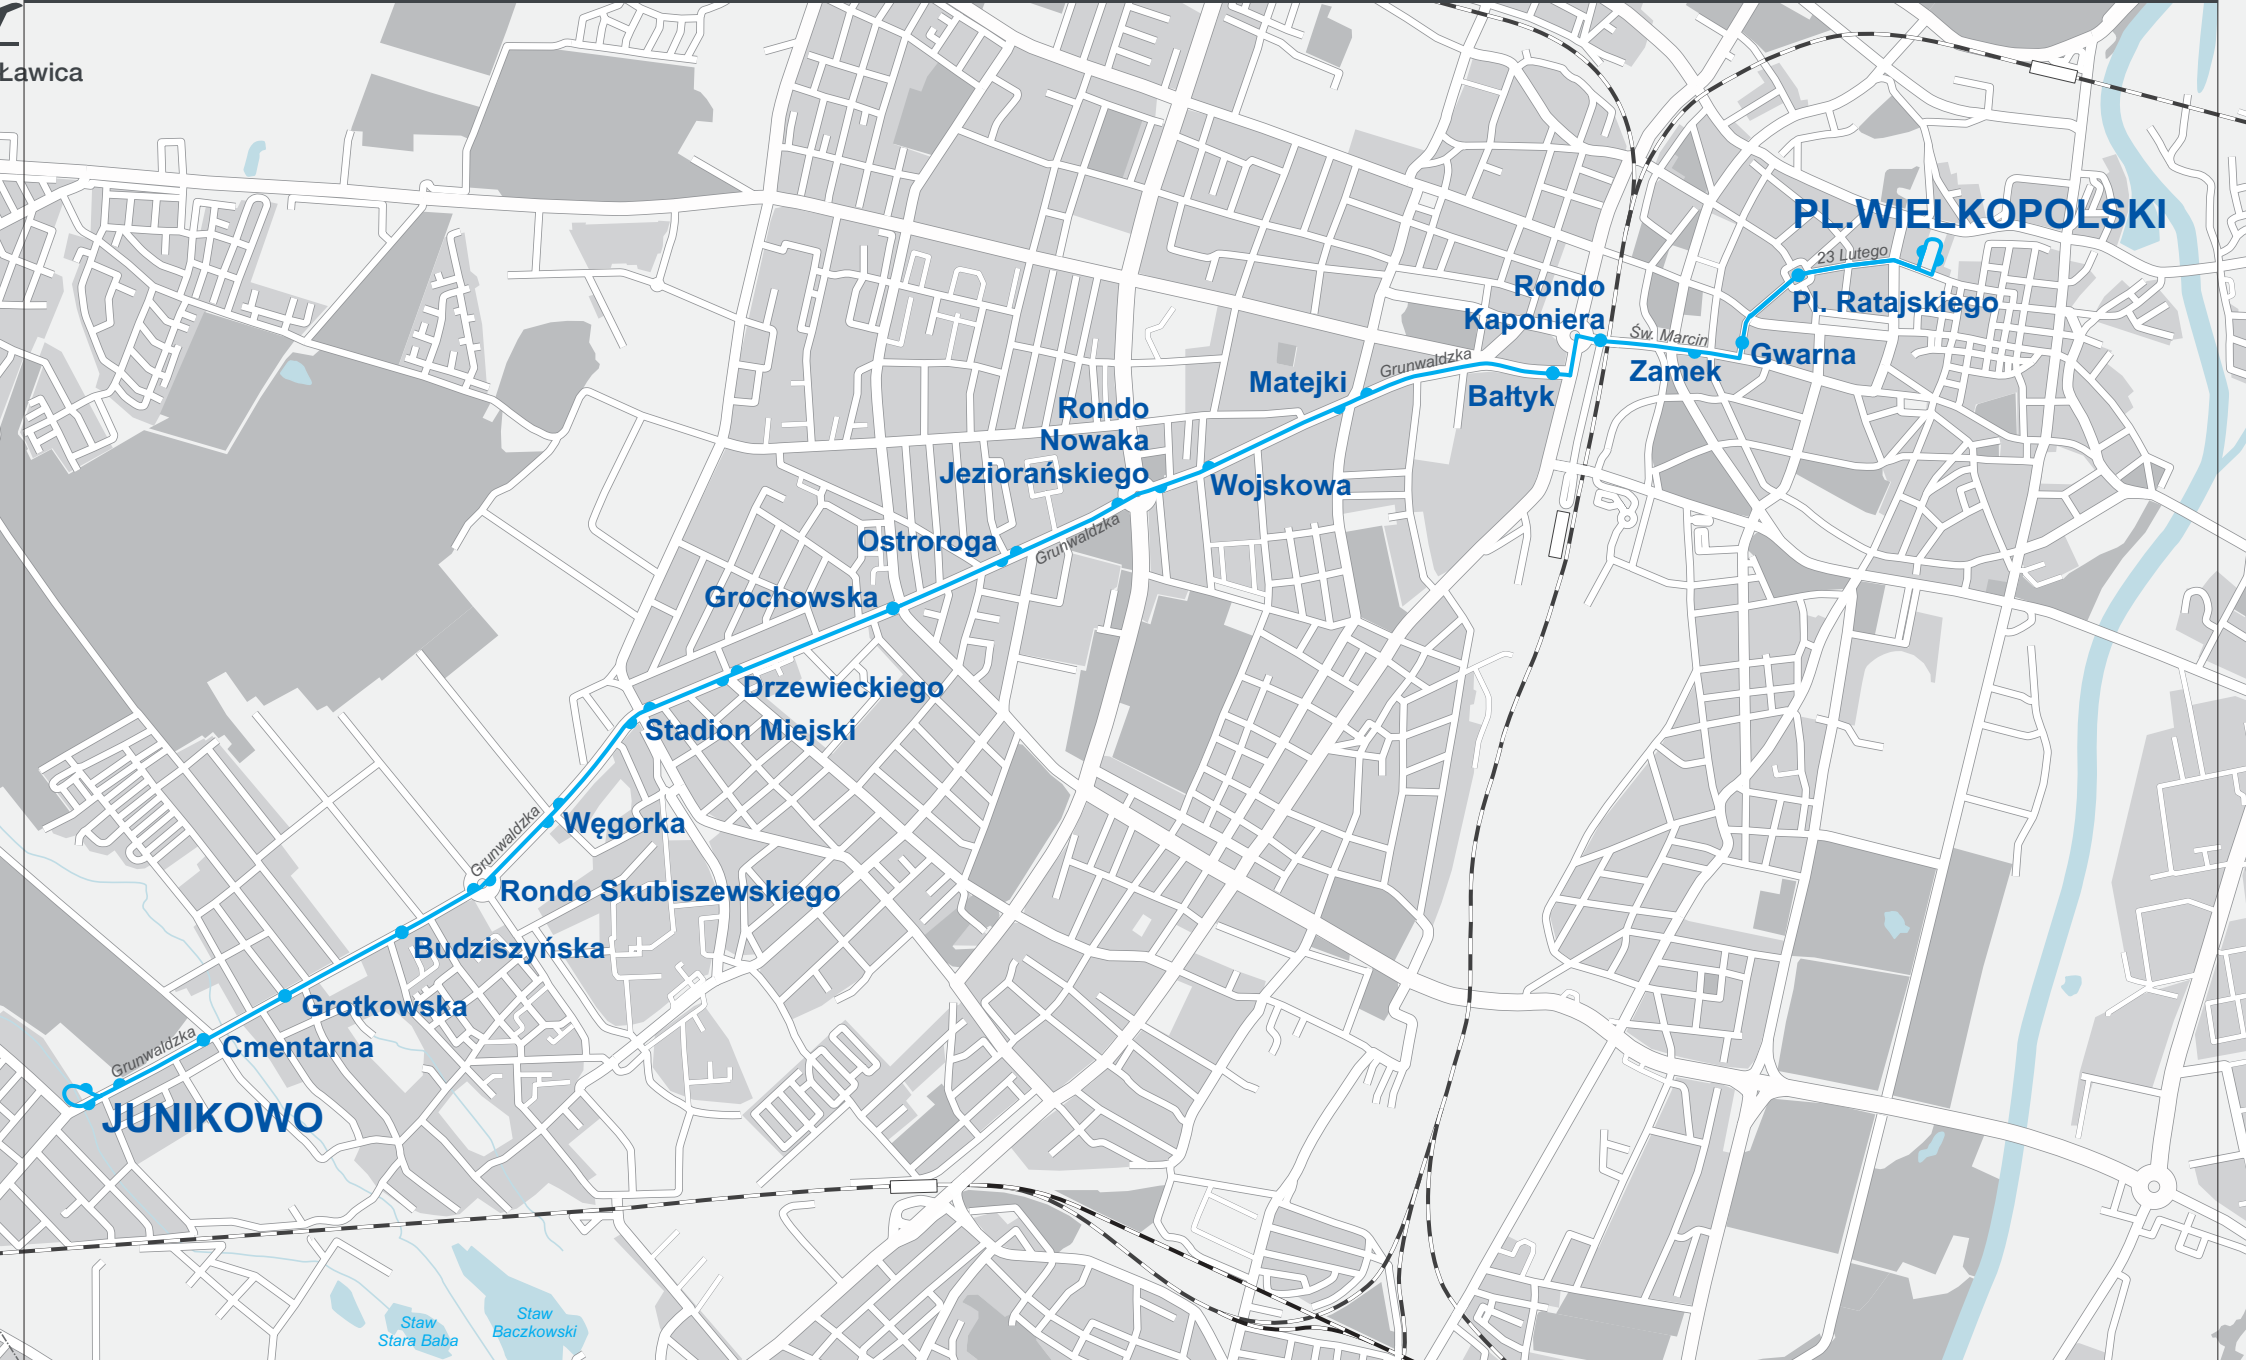 Ławica
PL.WIELKOPOLSKI
23 Lutego
Pl. Ratajskiego
Rondo
Kaponiera
Św. Marcin
Gwarna
Zamek
Grunwaldzka
Bałtyk
Matejki
Rondo
Nowaka
Jeziorańskiego
Wojskowa
Grunwaldzka
Ostroroga
Grochowska
Drzewieckiego
Stadion Miejski
Grunwaldzka
Węgorka
Rondo Skubiszewskiego
Budziszyńska
Grotkowska
Grunwaldzka
Cmentarna
JUNIKOWO
Staw
Stara Baba
Staw
Baczkowski